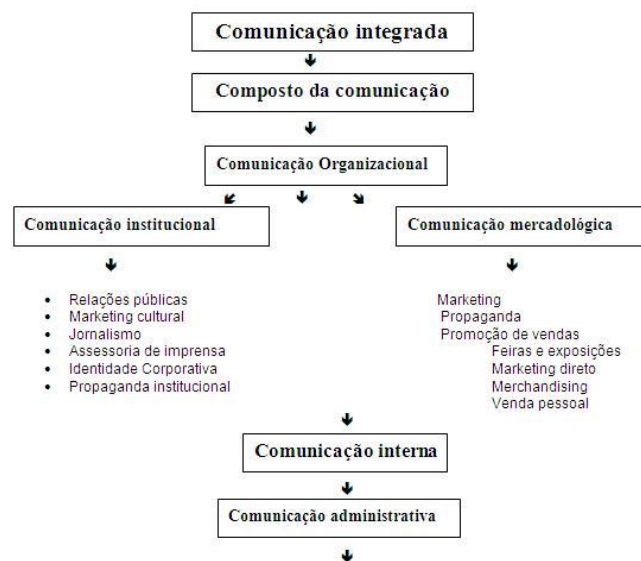 Comunicação integrada
Composto da comunicação
Comunicação Organizacional
Comunicação institucional
Comunicação mercadológica
Relações públicas
Marketing cultural
Jornalismo
Assessoria de imprensa
Identidade Corporativa
Propaganda institucional
Marketing
Propaganda
Promoção de vendas
Feiras e exposições
Marketing direto
Merchandising
Venda pessoal
Comunicação interna
Comunicação administrativa